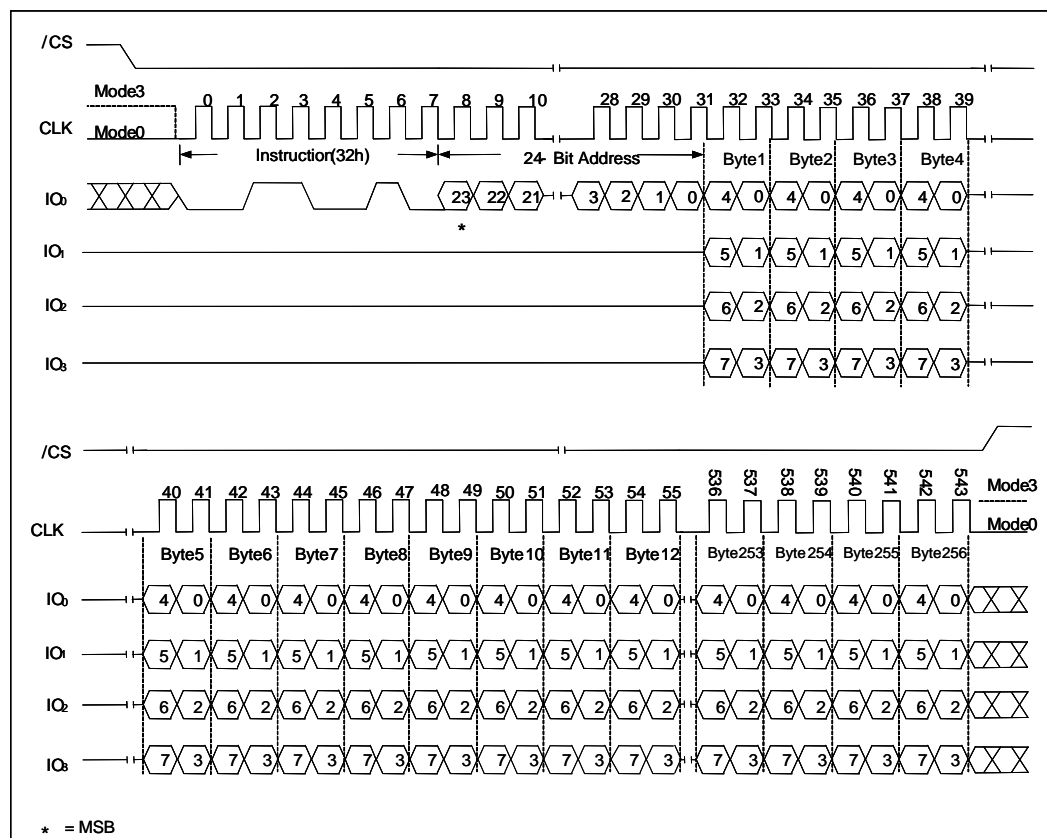 /CS
Mode3
0 1 2 3 4 5 6 7 8 9 10 28 29 30 31 32 33 34 35 36 37 38 39
CLK
Mode0
Instruction(32h) 24- Bit Address Byte1 Byte2 Byte3 Byte4
IO0 23 22 21 3 2 1 0 4 0 4 0 4 0 4 0
*
IO1 5 1 5 1 5 1 5 1
IO2 6 2 6 2 6 2 6 2
IO3 7 3 7 3 7 3 7 3
/CS
40 41 42 43 44 45 46 47 48 49 50 51 52 53 54 55 536 537 538 539 540 541 542 543
Mode3
CLK
Mode0
Byte5 Byte6 Byte7 Byte8 Byte9 Byte10 Byte11 Byte12 Byte253 Byte254 Byte255 Byte256
IO0 4 0 4 0 4 0 4 0 4 0 4 0 4 0 4 0 4 0 4 0 4 0 4 0
IO1 5 1 5 1 5 1 5 1 5 1 5 1 5 1 5 1 5 1 5 1 5 1 5 1
IO2 6 2 6 2 6 2 6 2 6 2 6 2 6 2 6 2 6 2 6 2 6 2 6 2
IO3 7 3 7 3 7 3 7 3 7 3 7 3 7 3 7 3 7 3 7 3 7 3 7 3
* = MSB